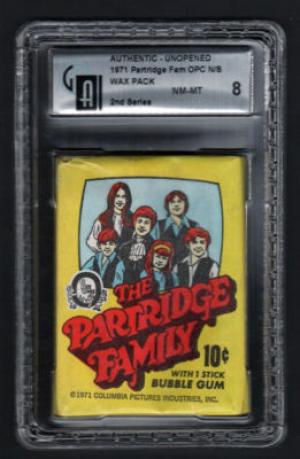 GAI
AUTHENTIC - UNOPENED
1971 Partridge Fam OPC N/S
WAX PACK
NM-MT 8
2nd Series
THE
PARTRIDGE
FAMILY
10¢
WITH 1 STICK
BUBBLE GUM
©1971 COLUMBIA PICTURES INDUSTRIES, INC.